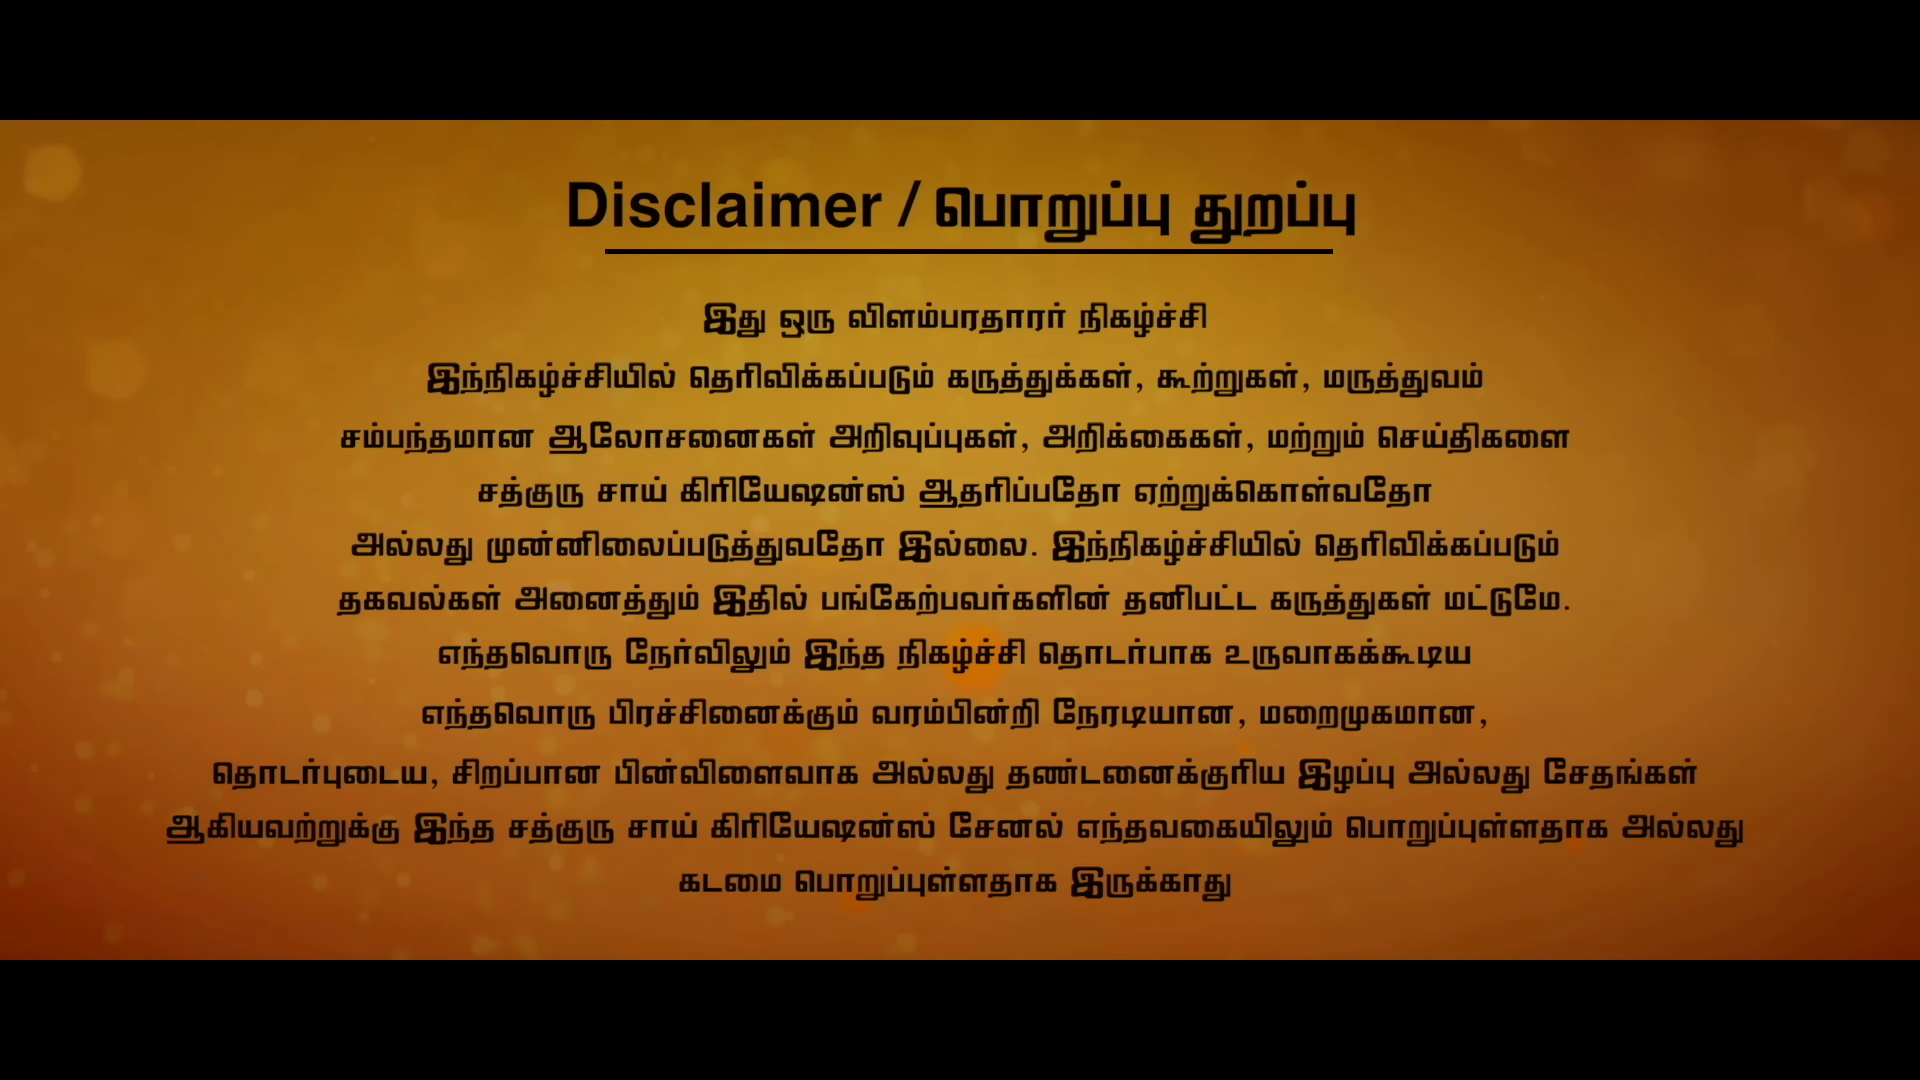 Disclaimer / பொறுப்பு துறப்பு
இது ஒரு விளம்பரதாரர் நிகழ்ச்சி
இந்நிகழ்ச்சியில் தெரிவிக்கப்படும் கருத்துக்கள், கூற்றுகள், மருத்துவம்
சம்பந்தமான ஆலோசனைகள் அறிவுப்புகள், அறிக்கைகள், மற்றும் செய்திகளை
சத்குரு சாய் கிரியேஷன்ஸ் ஆதரிப்பதோ ஏற்றுக்கொள்வதோ
அல்லது முன்னிலைப்படுத்துவதோ இல்லை. இந்நிகழ்ச்சியில் தெரிவிக்கப்படும்
தகவல்கள் அனைத்தும் இதில் பங்கேற்பவர்களின் தனிபட்ட கருத்துகள் மட்டுமே.
எந்தவொரு நேர்விலும் இந்த நிகழ்ச்சி தொடர்பாக உருவாகக்கூடிய
எந்தவொரு பிரச்சினைக்கும் வரம்பின்றி நேரடியான, மறைமுகமான,
தொடர்புடைய, சிறப்பான பின்விளைவாக அல்லது தண்டனைக்குரிய இழப்பு அல்லது சேதங்கள்
ஆகியவற்றுக்கு இந்த சத்குரு சாய் கிரியேஷன்ஸ் சேனல் எந்தவகையிலும் பொறுப்புள்ளதாக அல்லது
கடமை பொறுப்புள்ளதாக இருக்காது